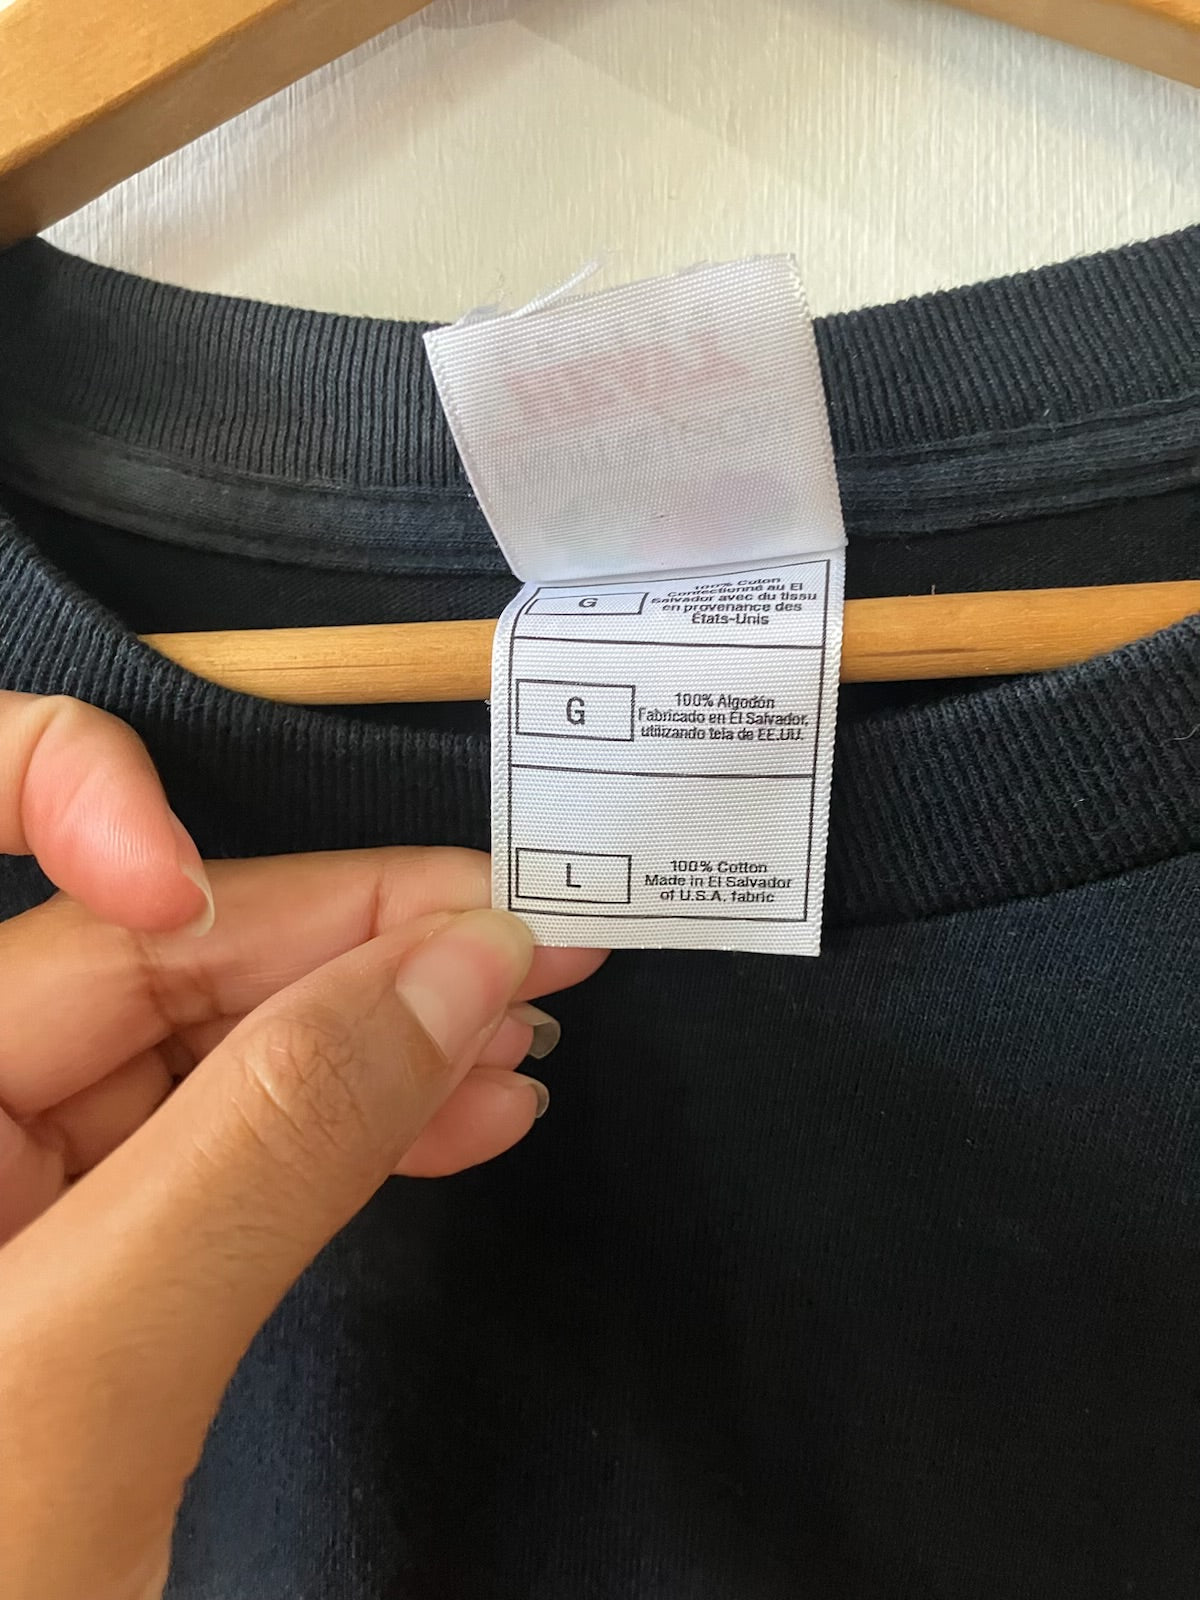 G
100% Coton
Confectionné au El
Salvador avec du tissu
en provenance des
États-Unis
G
100% Algodón
Fabricado en El Salvador,
utilizando tela de EE.UU.
L
100% Cotton
Made in El Salvador
of U.S.A. fabric